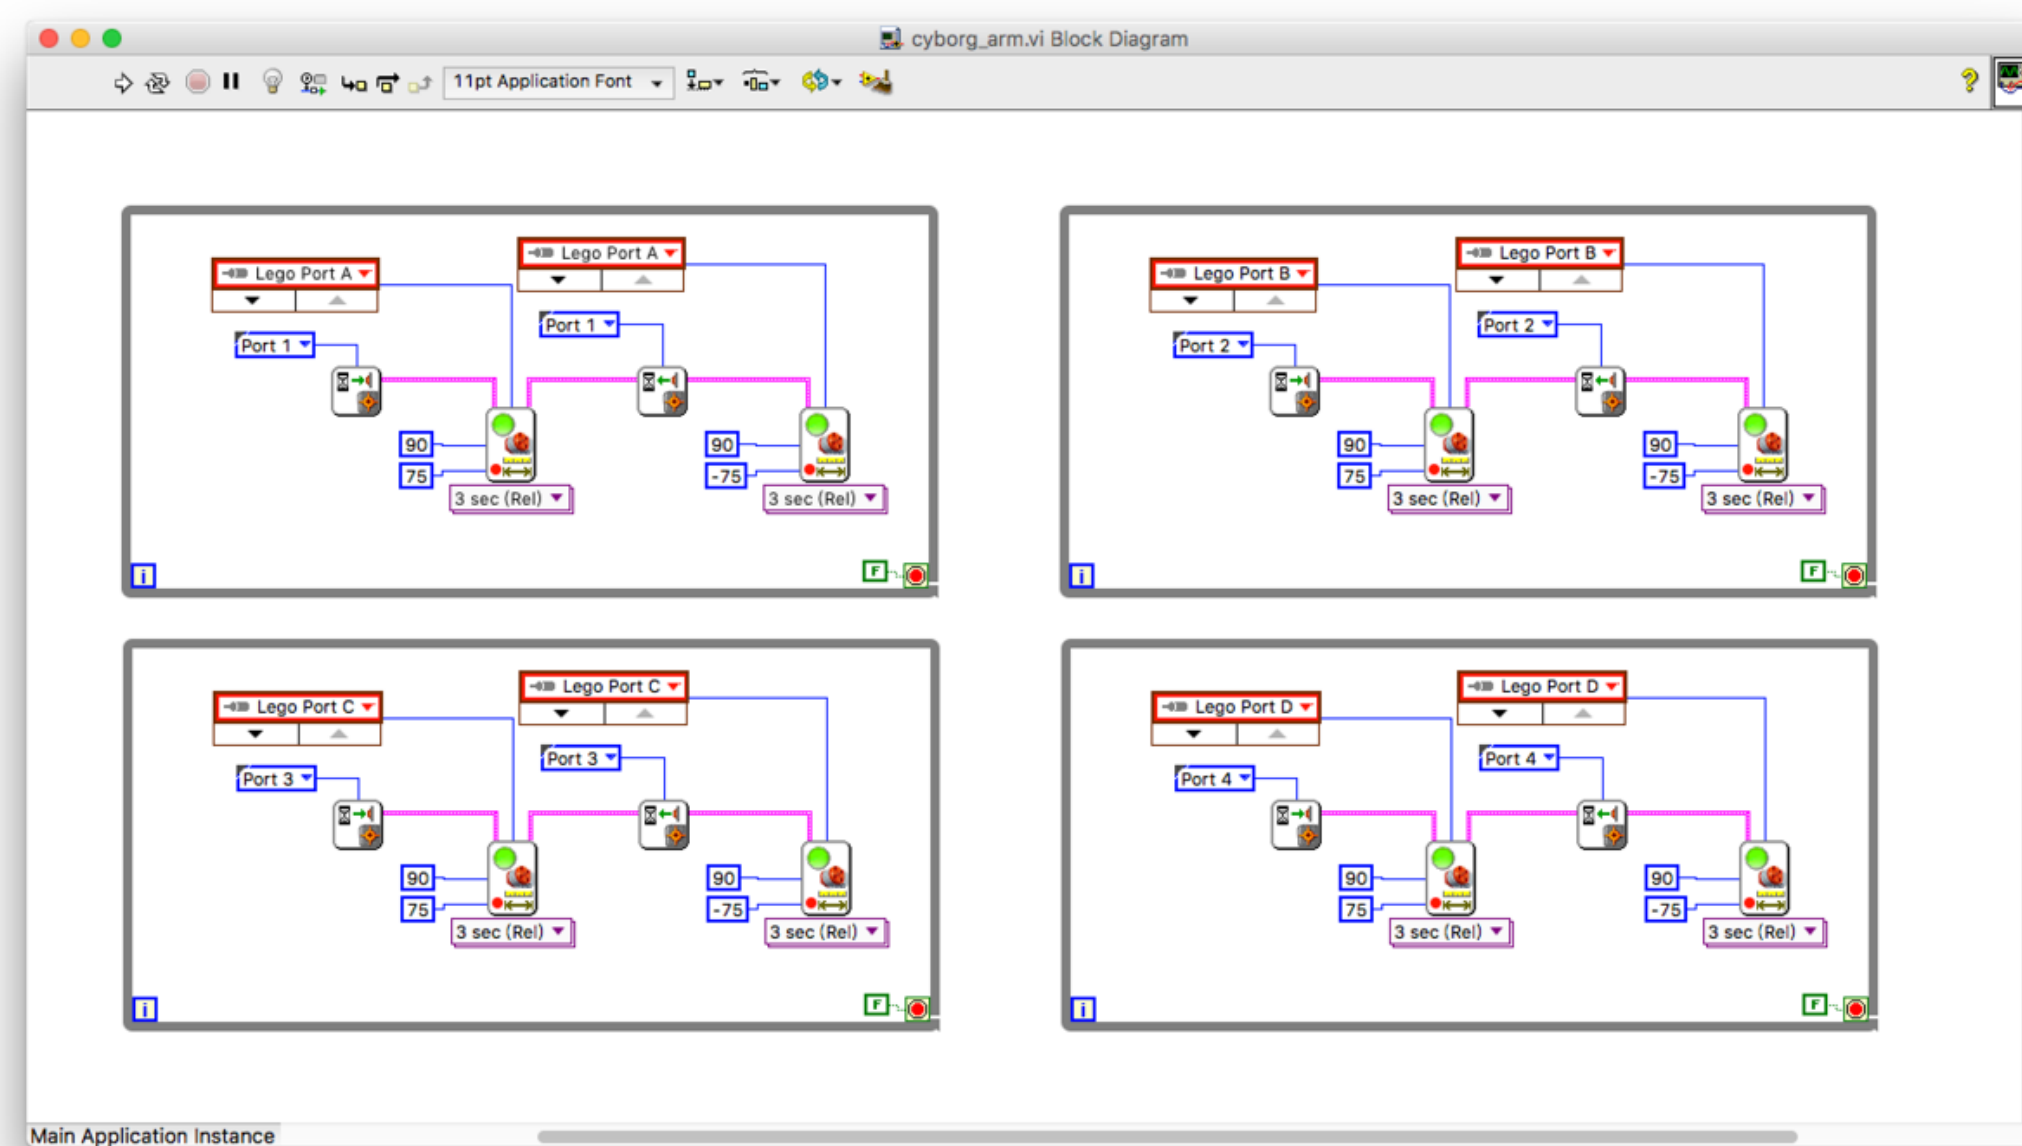 cyborg_arm.vi Block Diagram
11pt Application Font
?
Lego Port A
Lego Port A
Port 1
Port 1
90
75
3 sec (Rel)
90
-75
3 sec (Rel)
i
F
Lego Port B
Lego Port B
Port 2
Port 2
90
75
3 sec (Rel)
90
-75
3 sec (Rel)
i
F
Lego Port C
Lego Port C
Port 3
Port 3
90
75
3 sec (Rel)
90
-75
3 sec (Rel)
i
F
Lego Port D
Lego Port D
Port 4
Port 4
90
75
3 sec (Rel)
90
-75
3 sec (Rel)
i
F
Main Application Instance